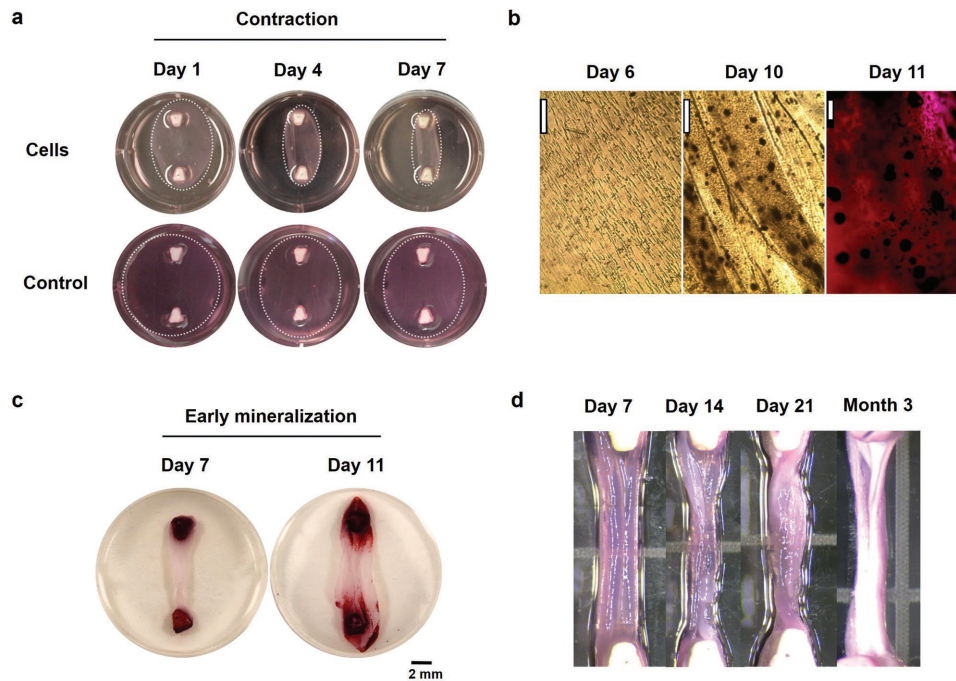 a
Contraction
Day 1 Day 4 Day 7
Cells
Control
b
Day 6 Day 10 Day 11
c
Early mineralization
Day 7 Day 11
2 mm
d
Day 7 Day 14 Day 21 Month 3